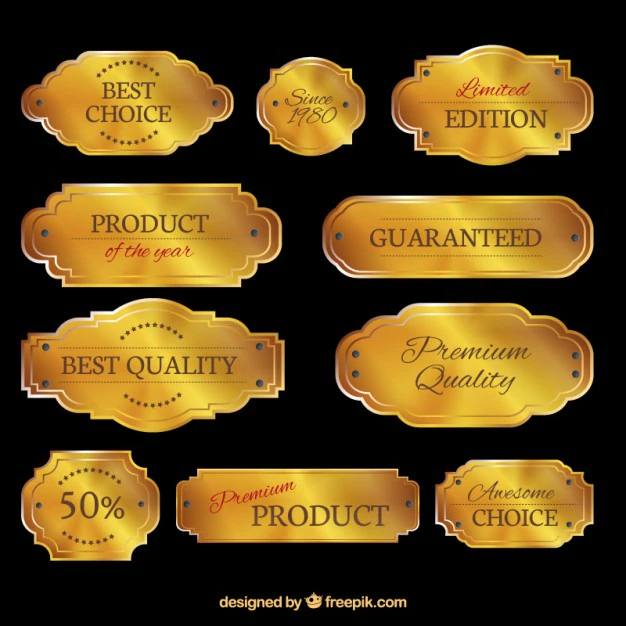 BEST
CHOICE
Since
1980
Limited
EDITION
PRODUCT
of the year
GUARANTEED
BEST QUALITY
Premium
Quality
50%
Premium
PRODUCT
Awesome
CHOICE
designed by freepik.com